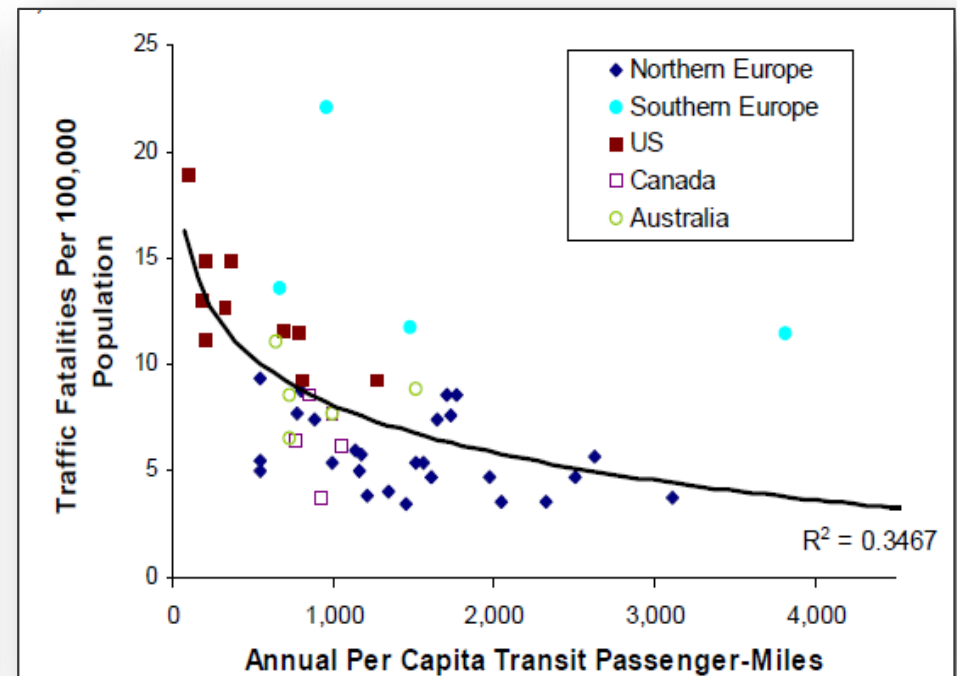 25
20
15
10
5
0
Traffic Fatalities Per 100,000
Population
Northern Europe
Southern Europe
US
Canada
Australia
R² = 0.3467
0 1,000 2,000 3,000 4,000
Annual Per Capita Transit Passenger-Miles